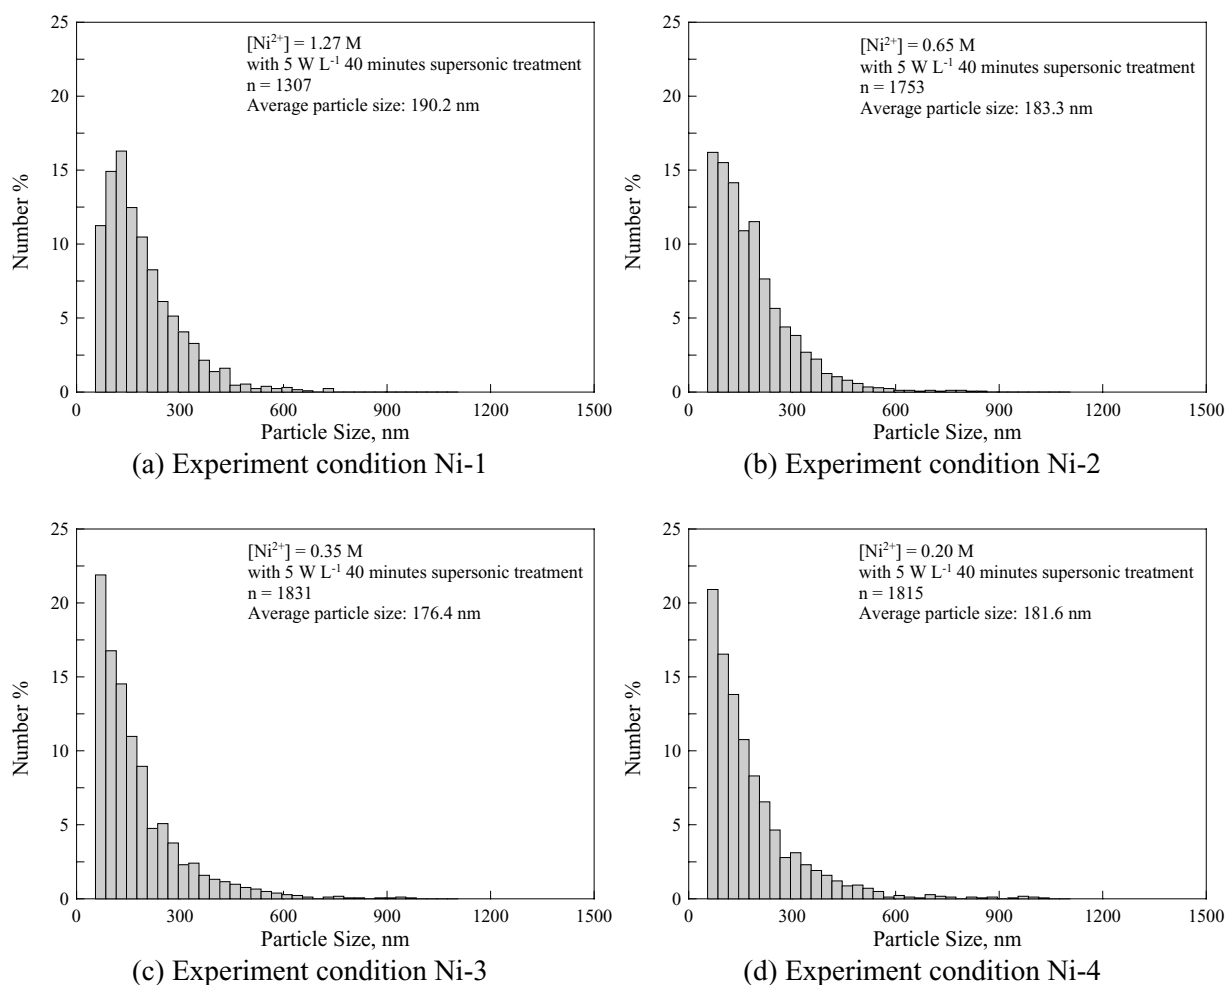 25
20
15
10
5
0
Number %
[Ni²⁺] = 1.27 M
with 5 W L⁻¹ 40 minutes supersonic treatment
n = 1307
Average particle size: 190.2 nm
0 300 600 900 1200 1500
Particle Size, nm
(a) Experiment condition Ni-1
25
20
15
10
5
0
Number %
[Ni²⁺] = 0.65 M
with 5 W L⁻¹ 40 minutes supersonic treatment
n = 1753
Average particle size: 183.3 nm
0 300 600 900 1200 1500
Particle Size, nm
(b) Experiment condition Ni-2
25
20
15
10
5
0
Number %
[Ni²⁺] = 0.35 M
with 5 W L⁻¹ 40 minutes supersonic treatment
n = 1831
Average particle size: 176.4 nm
0 300 600 900 1200 1500
Particle Size, nm
(c) Experiment condition Ni-3
25
20
15
10
5
0
Number %
[Ni²⁺] = 0.20 M
with 5 W L⁻¹ 40 minutes supersonic treatment
n = 1815
Average particle size: 181.6 nm
0 300 600 900 1200 1500
Particle Size, nm
(d) Experiment condition Ni-4